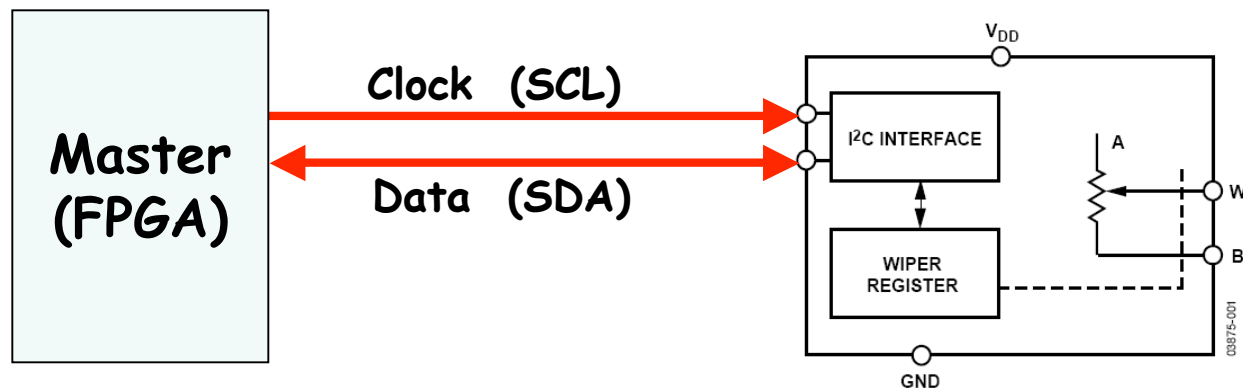 Master
(FPGA)
Clock (SCL)
Data (SDA)
VDD
I²C INTERFACE
A
W
B
WIPER
REGISTER
GND
03875-001